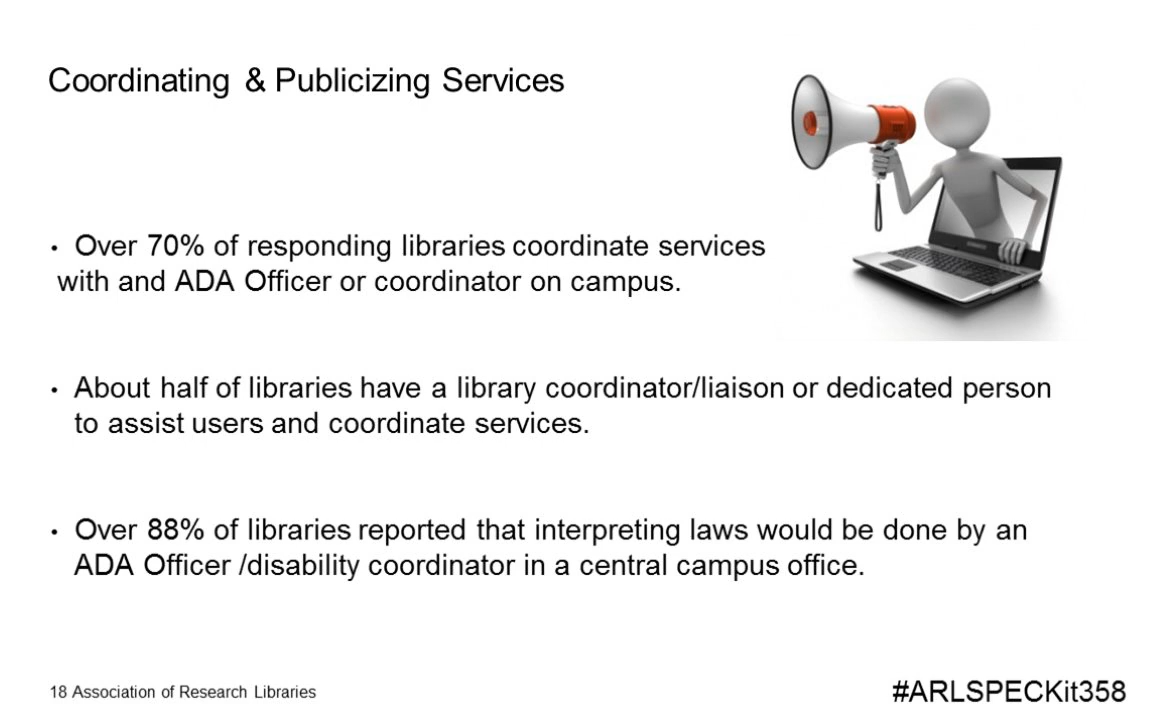 Coordinating & Publicizing Services
• Over 70% of responding libraries coordinate services
with and ADA Officer or coordinator on campus.
• About half of libraries have a library coordinator/liaison or dedicated person
to assist users and coordinate services.
• Over 88% of libraries reported that interpreting laws would be done by an
ADA Officer /disability coordinator in a central campus office.
18 Association of Research Libraries
#ARLSPECKit358